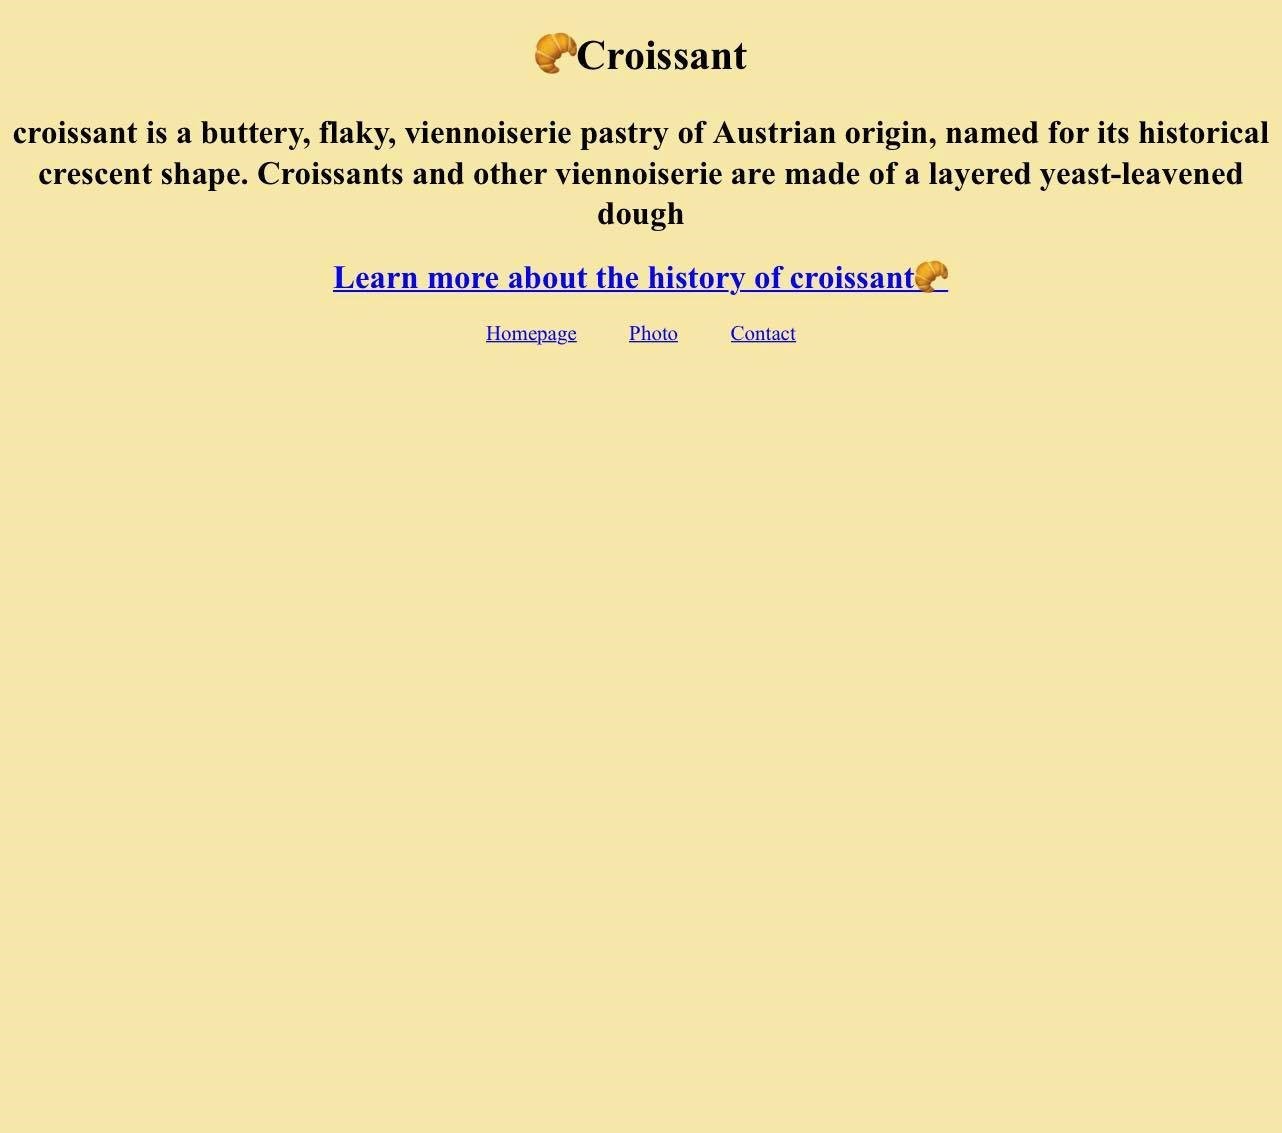 🥐Croissant
croissant is a buttery, flaky, viennoiserie pastry of Austrian origin, named for its historical
crescent shape. Croissants and other viennoiserie are made of a layered yeast-leavened
dough
Learn more about the history of croissant🥐
Homepage Photo Contact